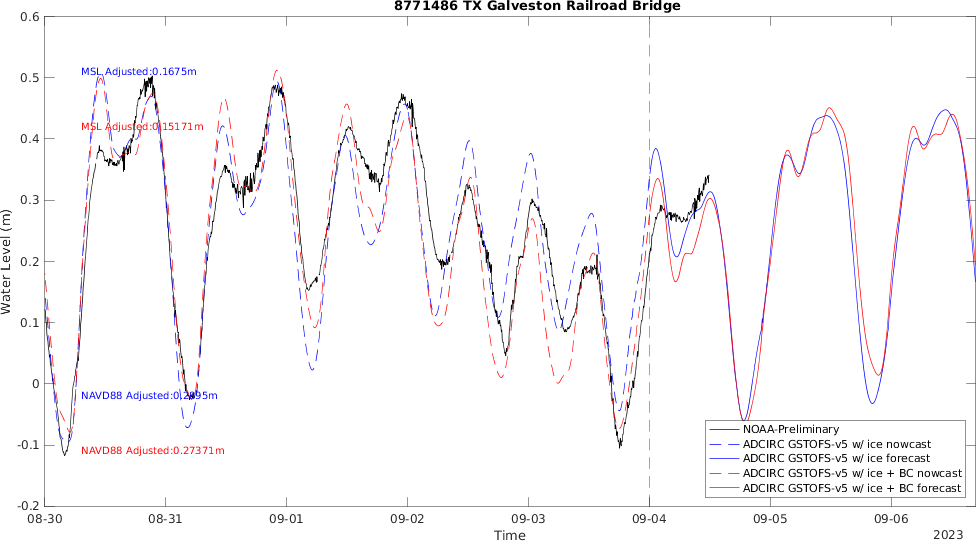 8771486 TX Galveston Railroad Bridge
0.6
0.5
0.4
0.3
0.2
0.1
0
-0.1
-0.2
Water Level (m)
MSL Adjusted:0.1675m
MSL Adjusted:0.15171m
NAVD88 Adjusted:0.2895m
NAVD88 Adjusted:0.27371m
NOAA-Preliminary
ADCIRC GSTOFS-v5 w/ ice nowcast
ADCIRC GSTOFS-v5 w/ ice forecast
ADCIRC GSTOFS-v5 w/ ice + BC nowcast
ADCIRC GSTOFS-v5 w/ ice + BC forecast
08-30 08-31 09-01 09-02 09-03 09-04 09-05 09-06
Time
2023